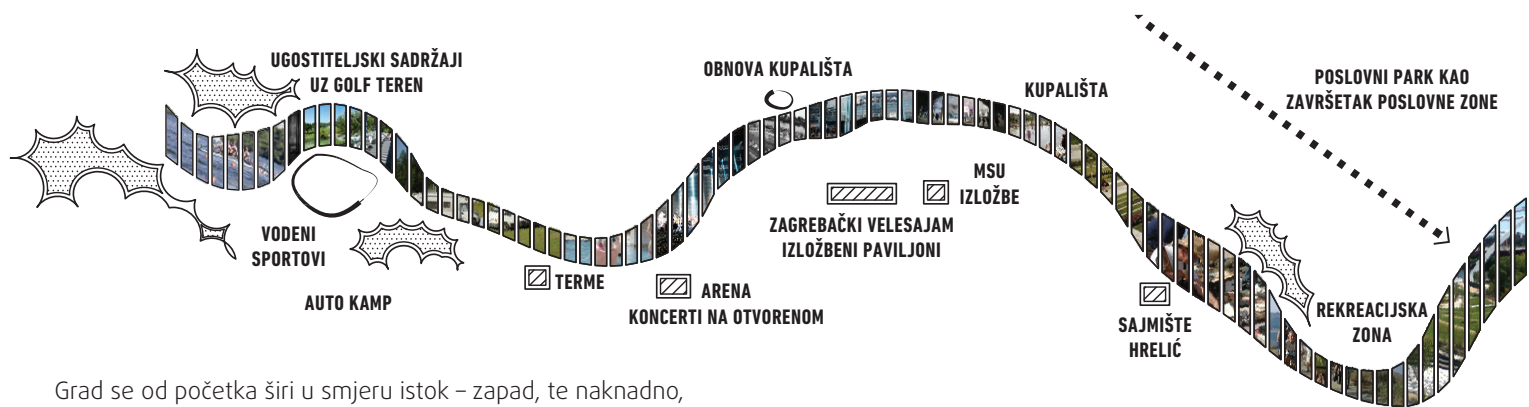 UGOSTITELJSKI SADRŽAJI
UZ GOLF TEREN
OBNOVA KUPALIŠTA
KUPALIŠTA
POSLOVNI PARK KAO
ZAVRŠETAK POSLOVNE ZONE
VODENI
SPORTOVI
AUTO KAMP
TERME
ARENA
KONCERTI NA OTVORENOM
ZAGREBAČKI VELESAJAM
IZLOŽBENI PAVILJONI
MSU
IZLOŽBE
SAJMIŠTE
HRELIĆ
REKREACIJSKA
ZONA
Grad se od početka širi u smjeru istok – zapad, te naknadno,